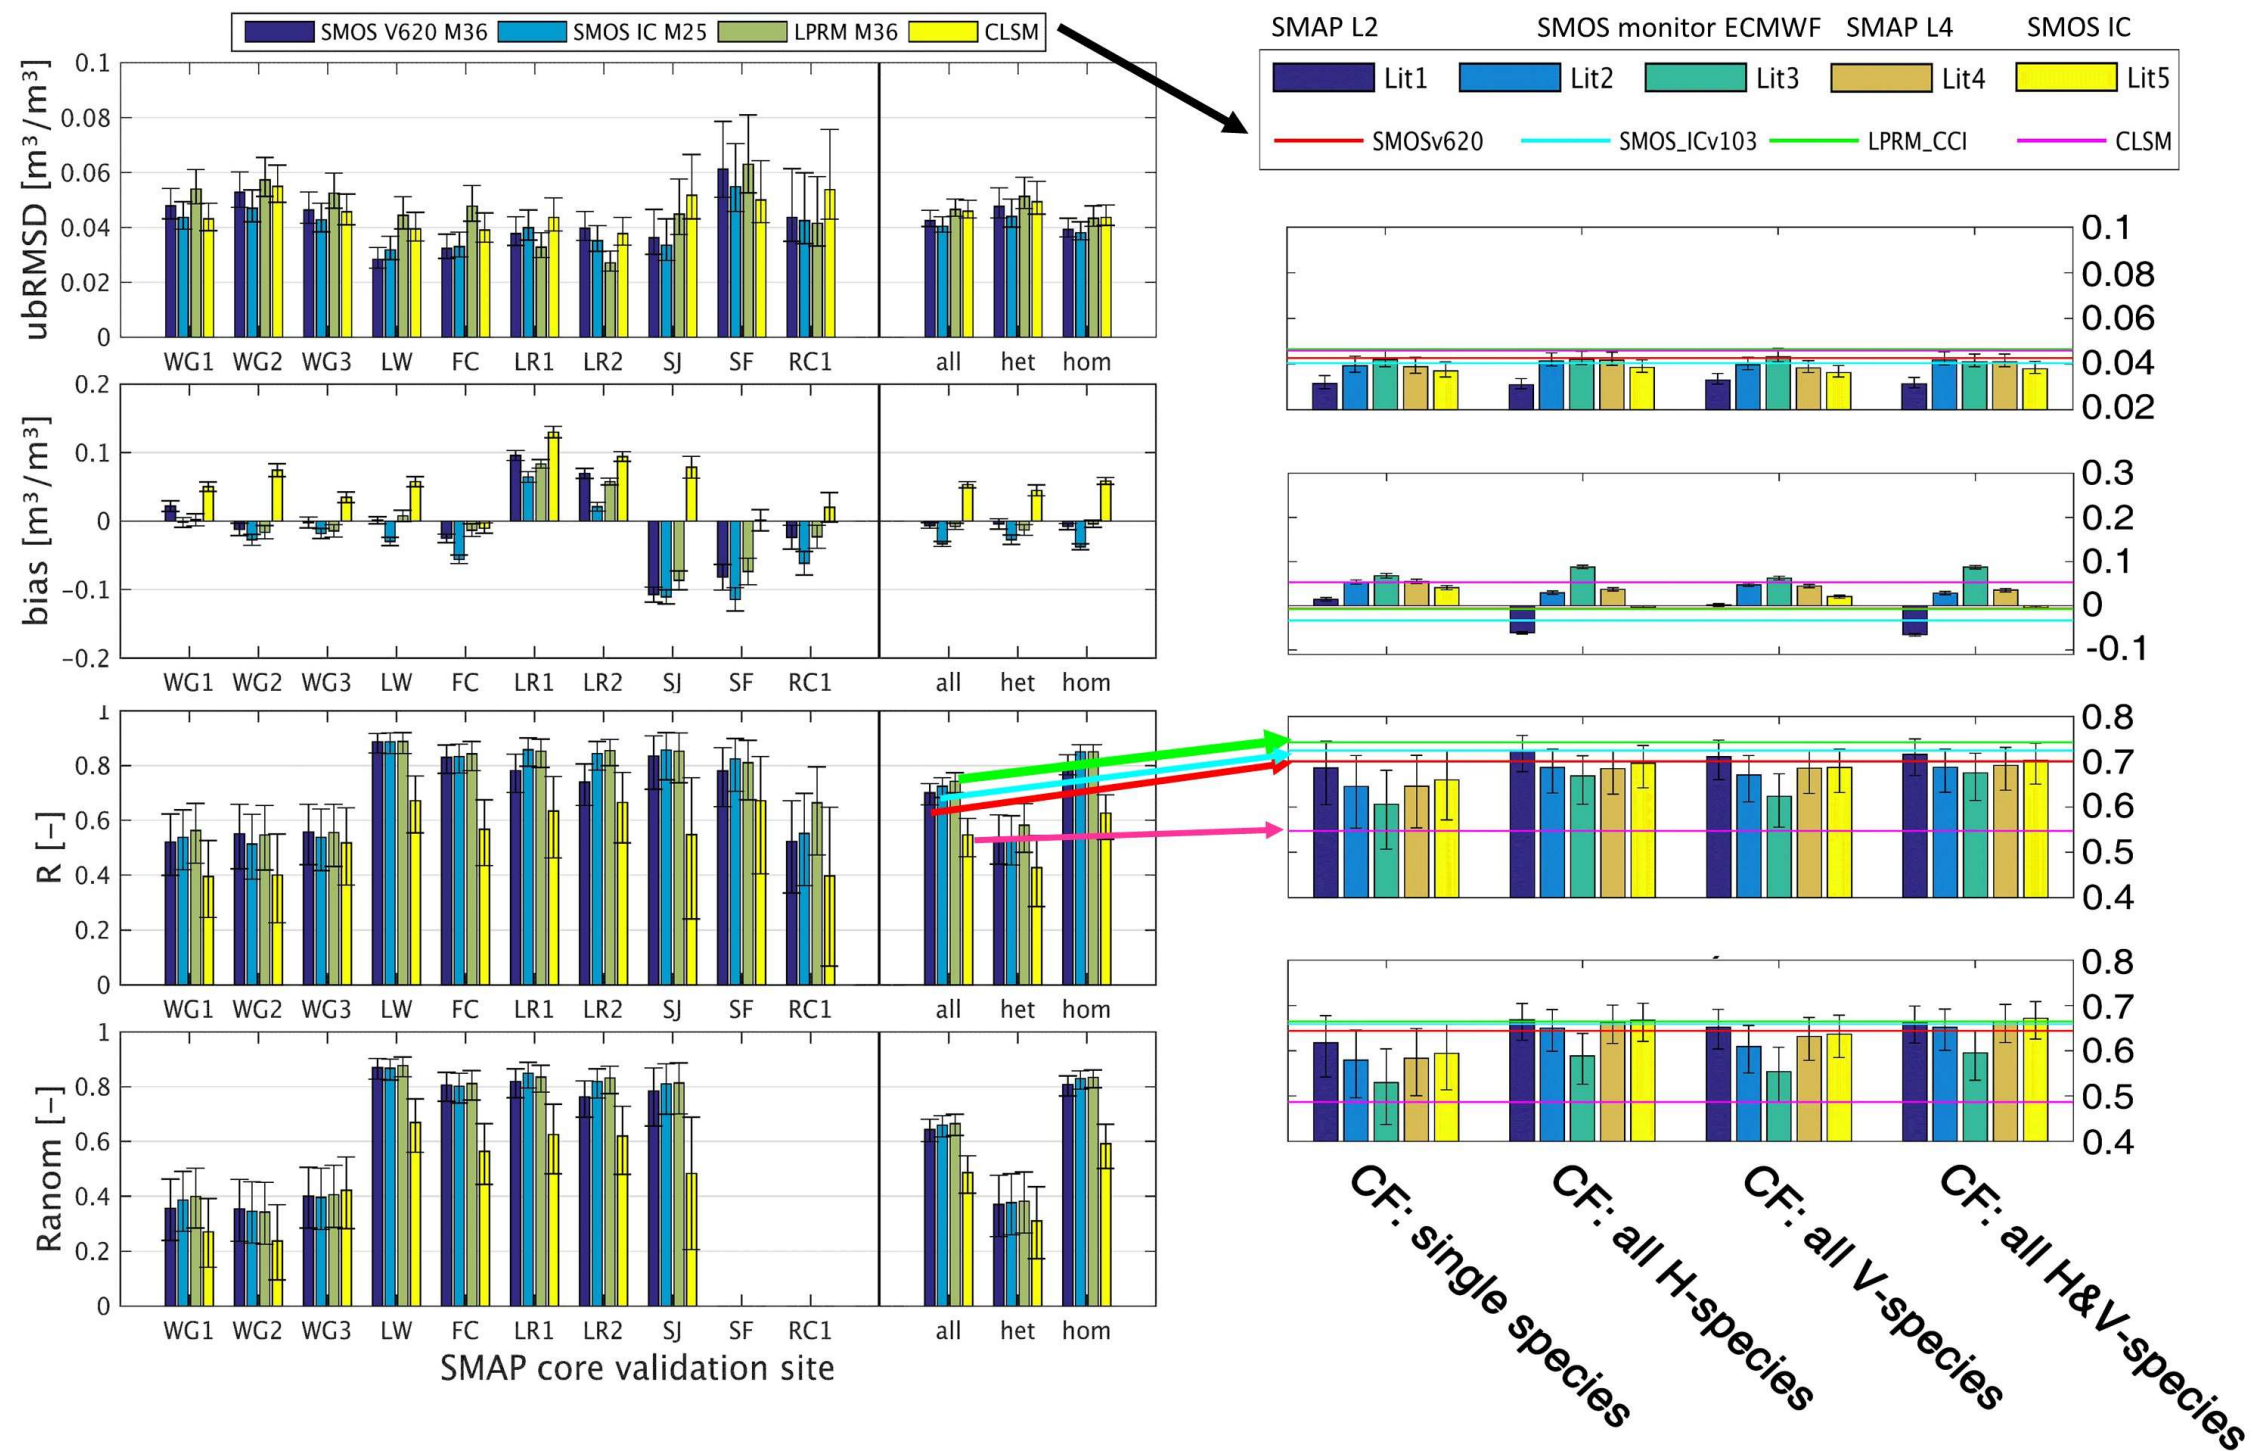 SMOS V620 M36 SMOS IC M25 LPRM M36 CLSM
ubRMSD [m³/m³]
0.1
0.08
0.06
0.04
0.02
0
WG1 WG2 WG3 LW FC LR1 LR2 SJ SF RC1 all het hom
bias [m³/m³]
0.2
0.1
0
−0.1
−0.2
WG1 WG2 WG3 LW FC LR1 LR2 SJ SF RC1 all het hom
R [−]
1
0.8
0.6
0.4
0.2
0
WG1 WG2 WG3 LW FC LR1 LR2 SJ SF RC1 all het hom
Ranom [−]
1
0.8
0.6
0.4
0.2
0
WG1 WG2 WG3 LW FC LR1 LR2 SJ SF RC1 all het hom
SMAP core validation site
SMAP L2 SMOS monitor ECMWF SMAP L4 SMOS IC
Lit1 Lit2 Lit3 Lit4 Lit5
SMOSv620 SMOS_ICv103 LPRM_CCI CLSM
0.1
0.08
0.06
0.04
0.02
0.3
0.2
0.1
0
-0.1
0.8
0.7
0.6
0.5
0.4
0.8
0.7
0.6
0.5
0.4
CF: single species
CF: all H-species
CF: all V-species
CF: all H&V-species